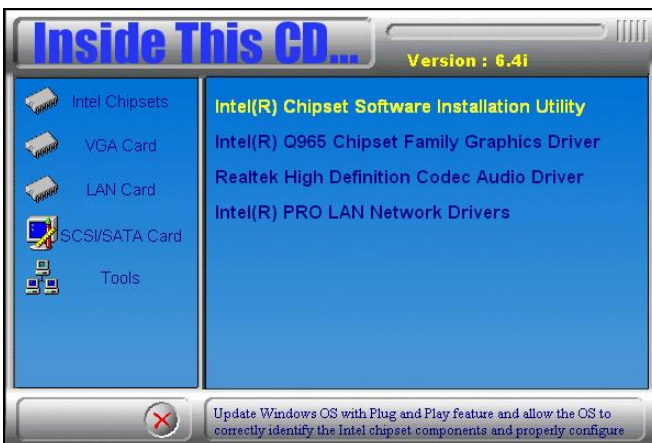 Inside This CD...
Version : 6.4i
Intel Chipsets
VGA Card
LAN Card
SCSI/SATA Card
Tools
Intel(R) Chipset Software Installation Utility
Intel(R) Q965 Chipset Family Graphics Driver
Realtek High Definition Codec Audio Driver
Intel(R) PRO LAN Network Drivers
Update Windows OS with Plug and Play feature and allow the OS to
correctly identify the Intel chipset components and properly configure